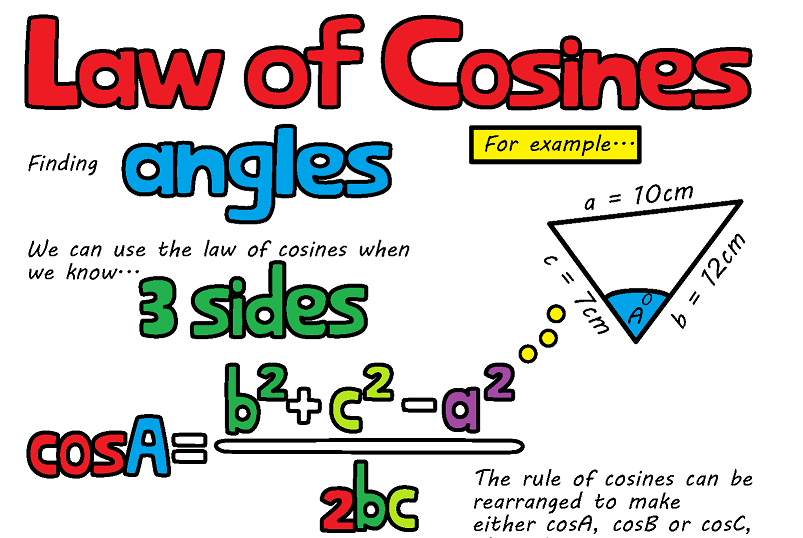 Law of Cosines
Finding angles
For example...
a = 10cm
c = 7cm
b = 12cm
A°
We can use the law of cosines when
we know...
3 sides
cosA = b² + c² - a²
2bc
The rule of cosines can be
rearranged to make
either cosA, cosB or cosC,